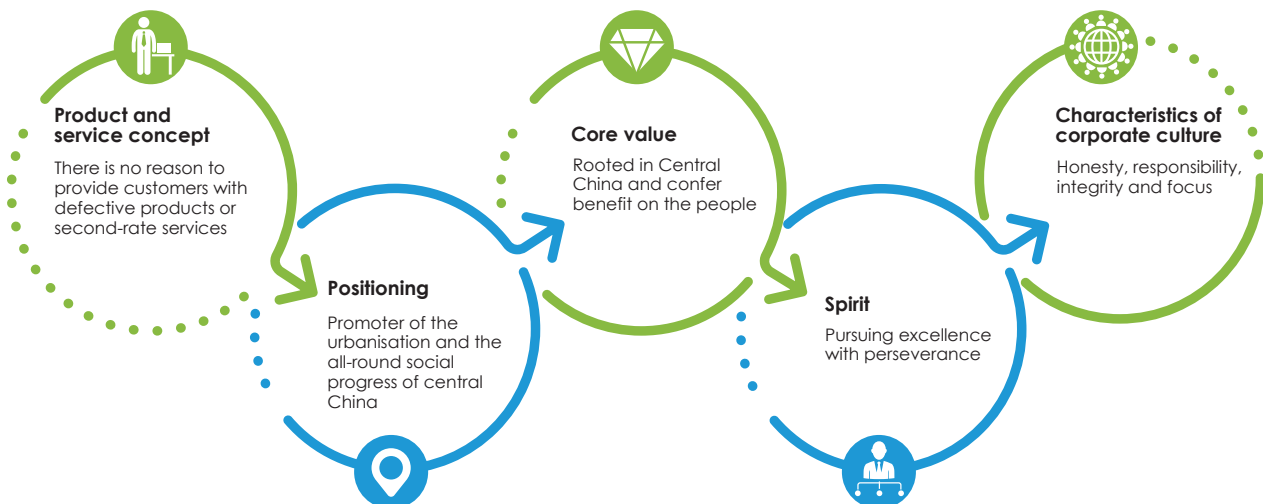 Product and
service concept
There is no reason to
provide customers with
defective products or
second-rate services
Positioning
Promoter of the
urbanisation and the
all-round social
progress of central
China
Core value
Rooted in Central
China and confer
benefit on the people
Spirit
Pursuing excellence
with perseverance
Characteristics of
corporate culture
Honesty, responsibility,
integrity and focus